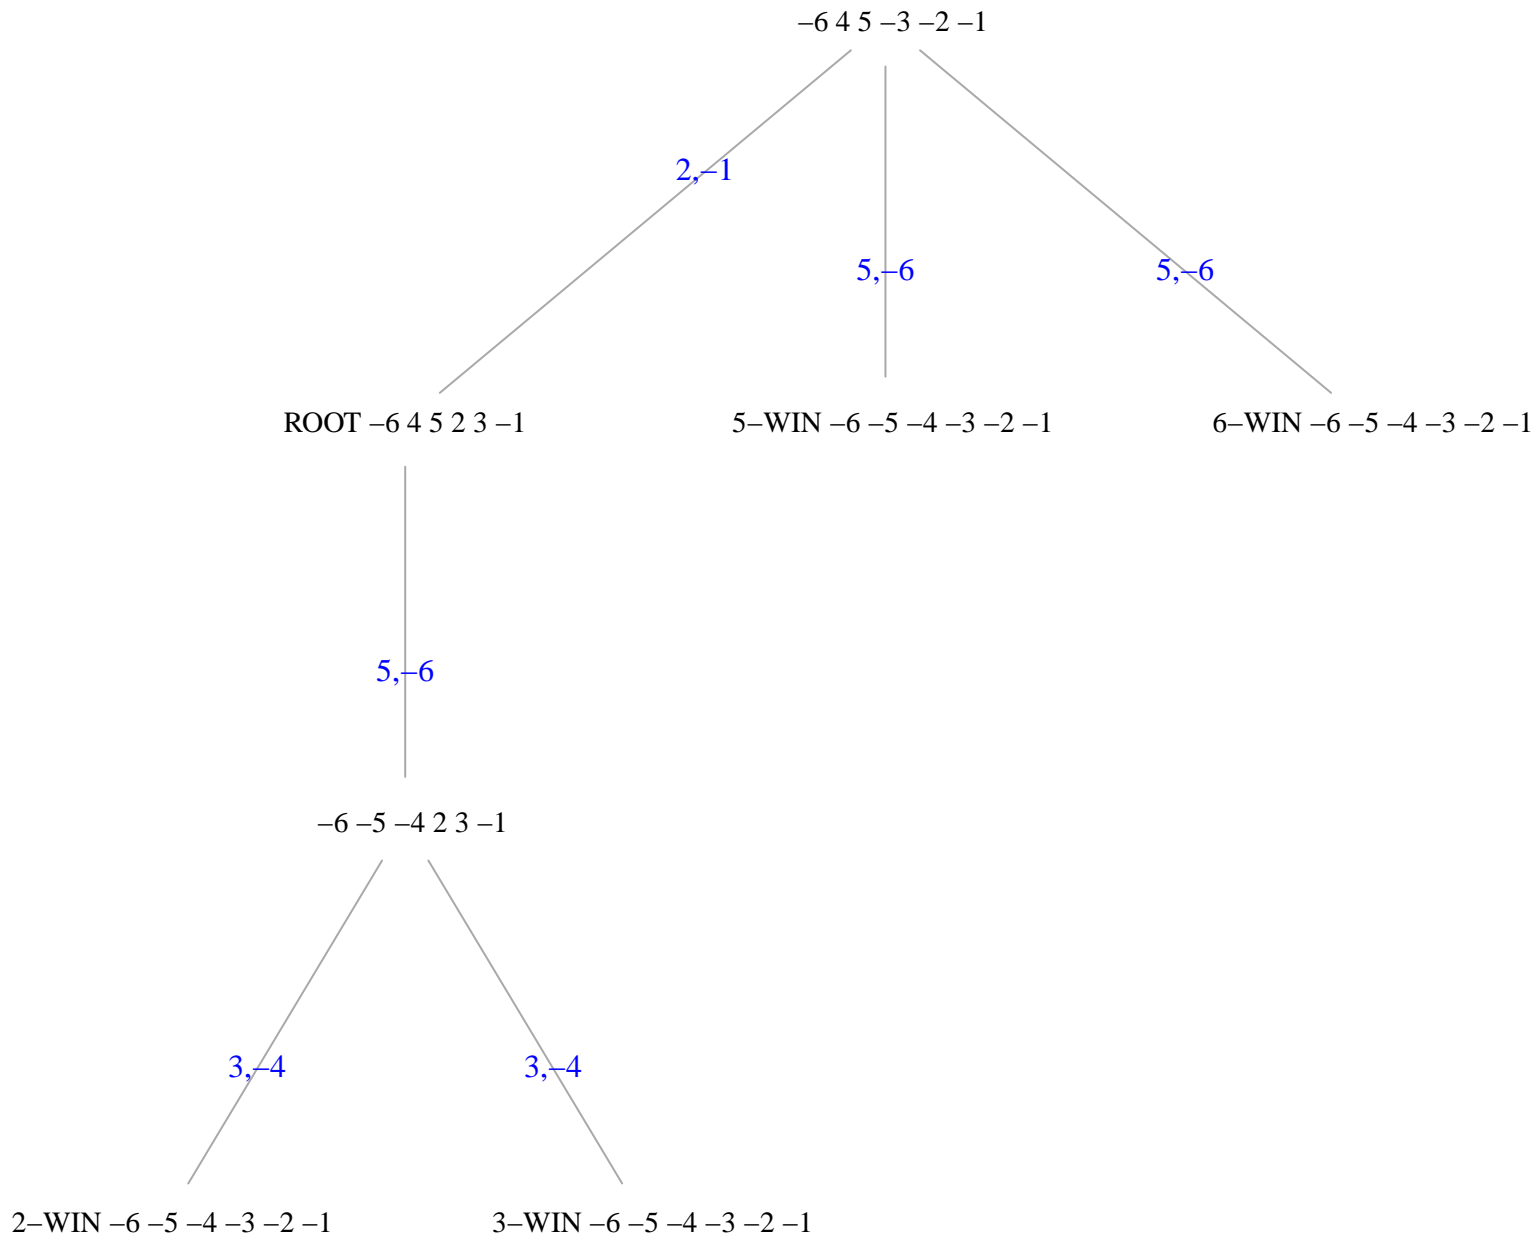 –6 4 5 –3 –2 –1
2,–1
5,–6
5,–6
ROOT –6 4 5 2 3 –1
5–WIN –6 –5 –4 –3 –2 –1
6–WIN –6 –5 –4 –3 –2 –1
5,–6
–6 –5 –4 2 3 –1
3,–4
3,–4
2–WIN –6 –5 –4 –3 –2 –1
3–WIN –6 –5 –4 –3 –2 –1